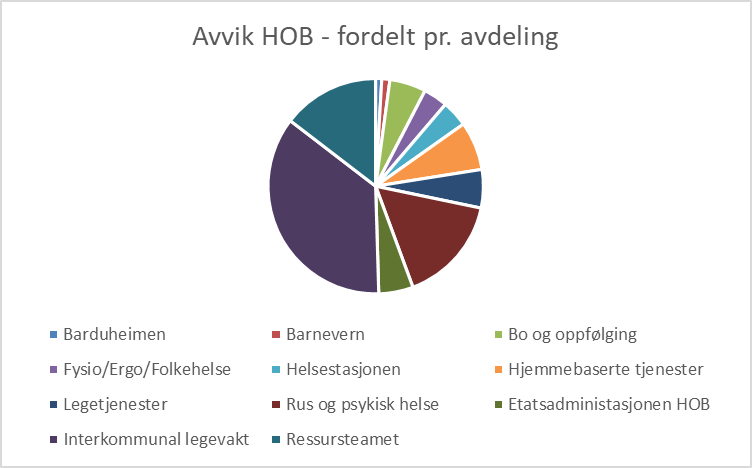 Avvik HOB - fordelt pr. avdeling
Barduheimen
Barnevern
Bo og oppfølging
Fysio/Ergo/Folkehelse
Helsestasjonen
Hjemmebaserte tjenester
Legetjenester
Rus og psykisk helse
Etatsadministasjonen HOB
Interkommunal legevakt
Ressursteamet